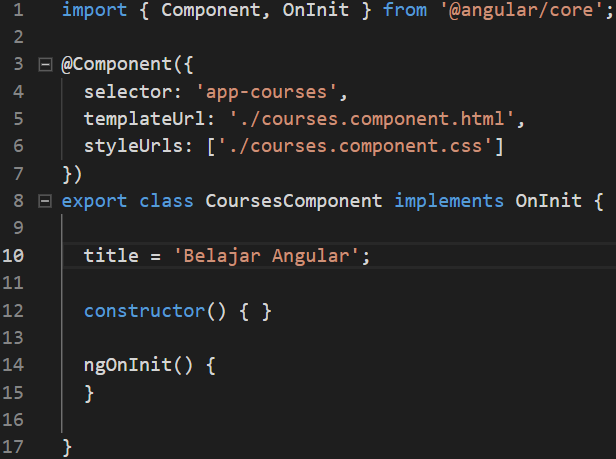 1 import { Component, OnInit } from '@angular/core';
2
3 @Component({
4   selector: 'app-courses',
5   templateUrl: './courses.component.html',
6   styleUrls: ['./courses.component.css']
7 })
8 export class CoursesComponent implements OnInit {
9
10   title = 'Belajar Angular';
11
12   constructor() { }
13
14   ngOnInit() {
15   }
16
17 }